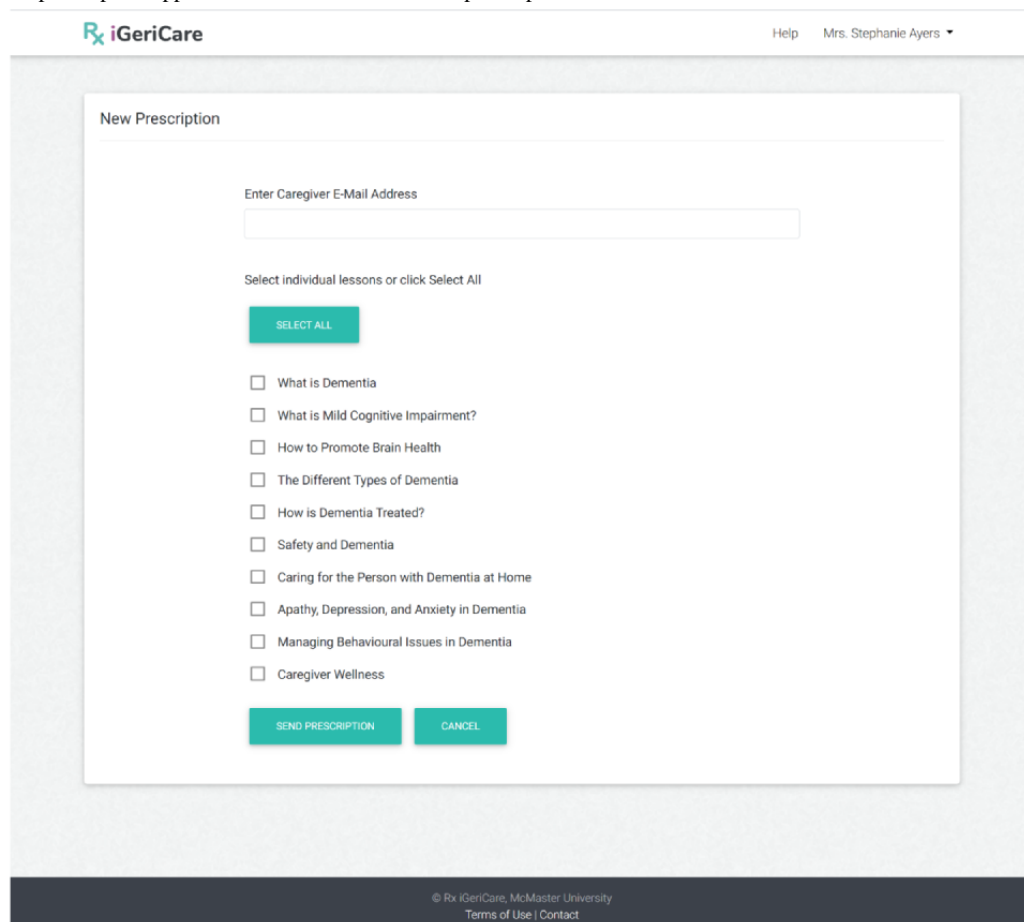 Rx iGeriCare
Help Mrs. Stephanie Ayers
New Prescription
Enter Caregiver E-Mail Address
Select individual lessons or click Select All
SELECT ALL
What is Dementia
What is Mild Cognitive Impairment?
How to Promote Brain Health
The Different Types of Dementia
How is Dementia Treated?
Safety and Dementia
Caring for the Person with Dementia at Home
Apathy, Depression, and Anxiety in Dementia
Managing Behavioural Issues in Dementia
Caregiver Wellness
SEND PRESCRIPTION CANCEL
© Rx iGeriCare, McMaster University
Terms of Use | Contact